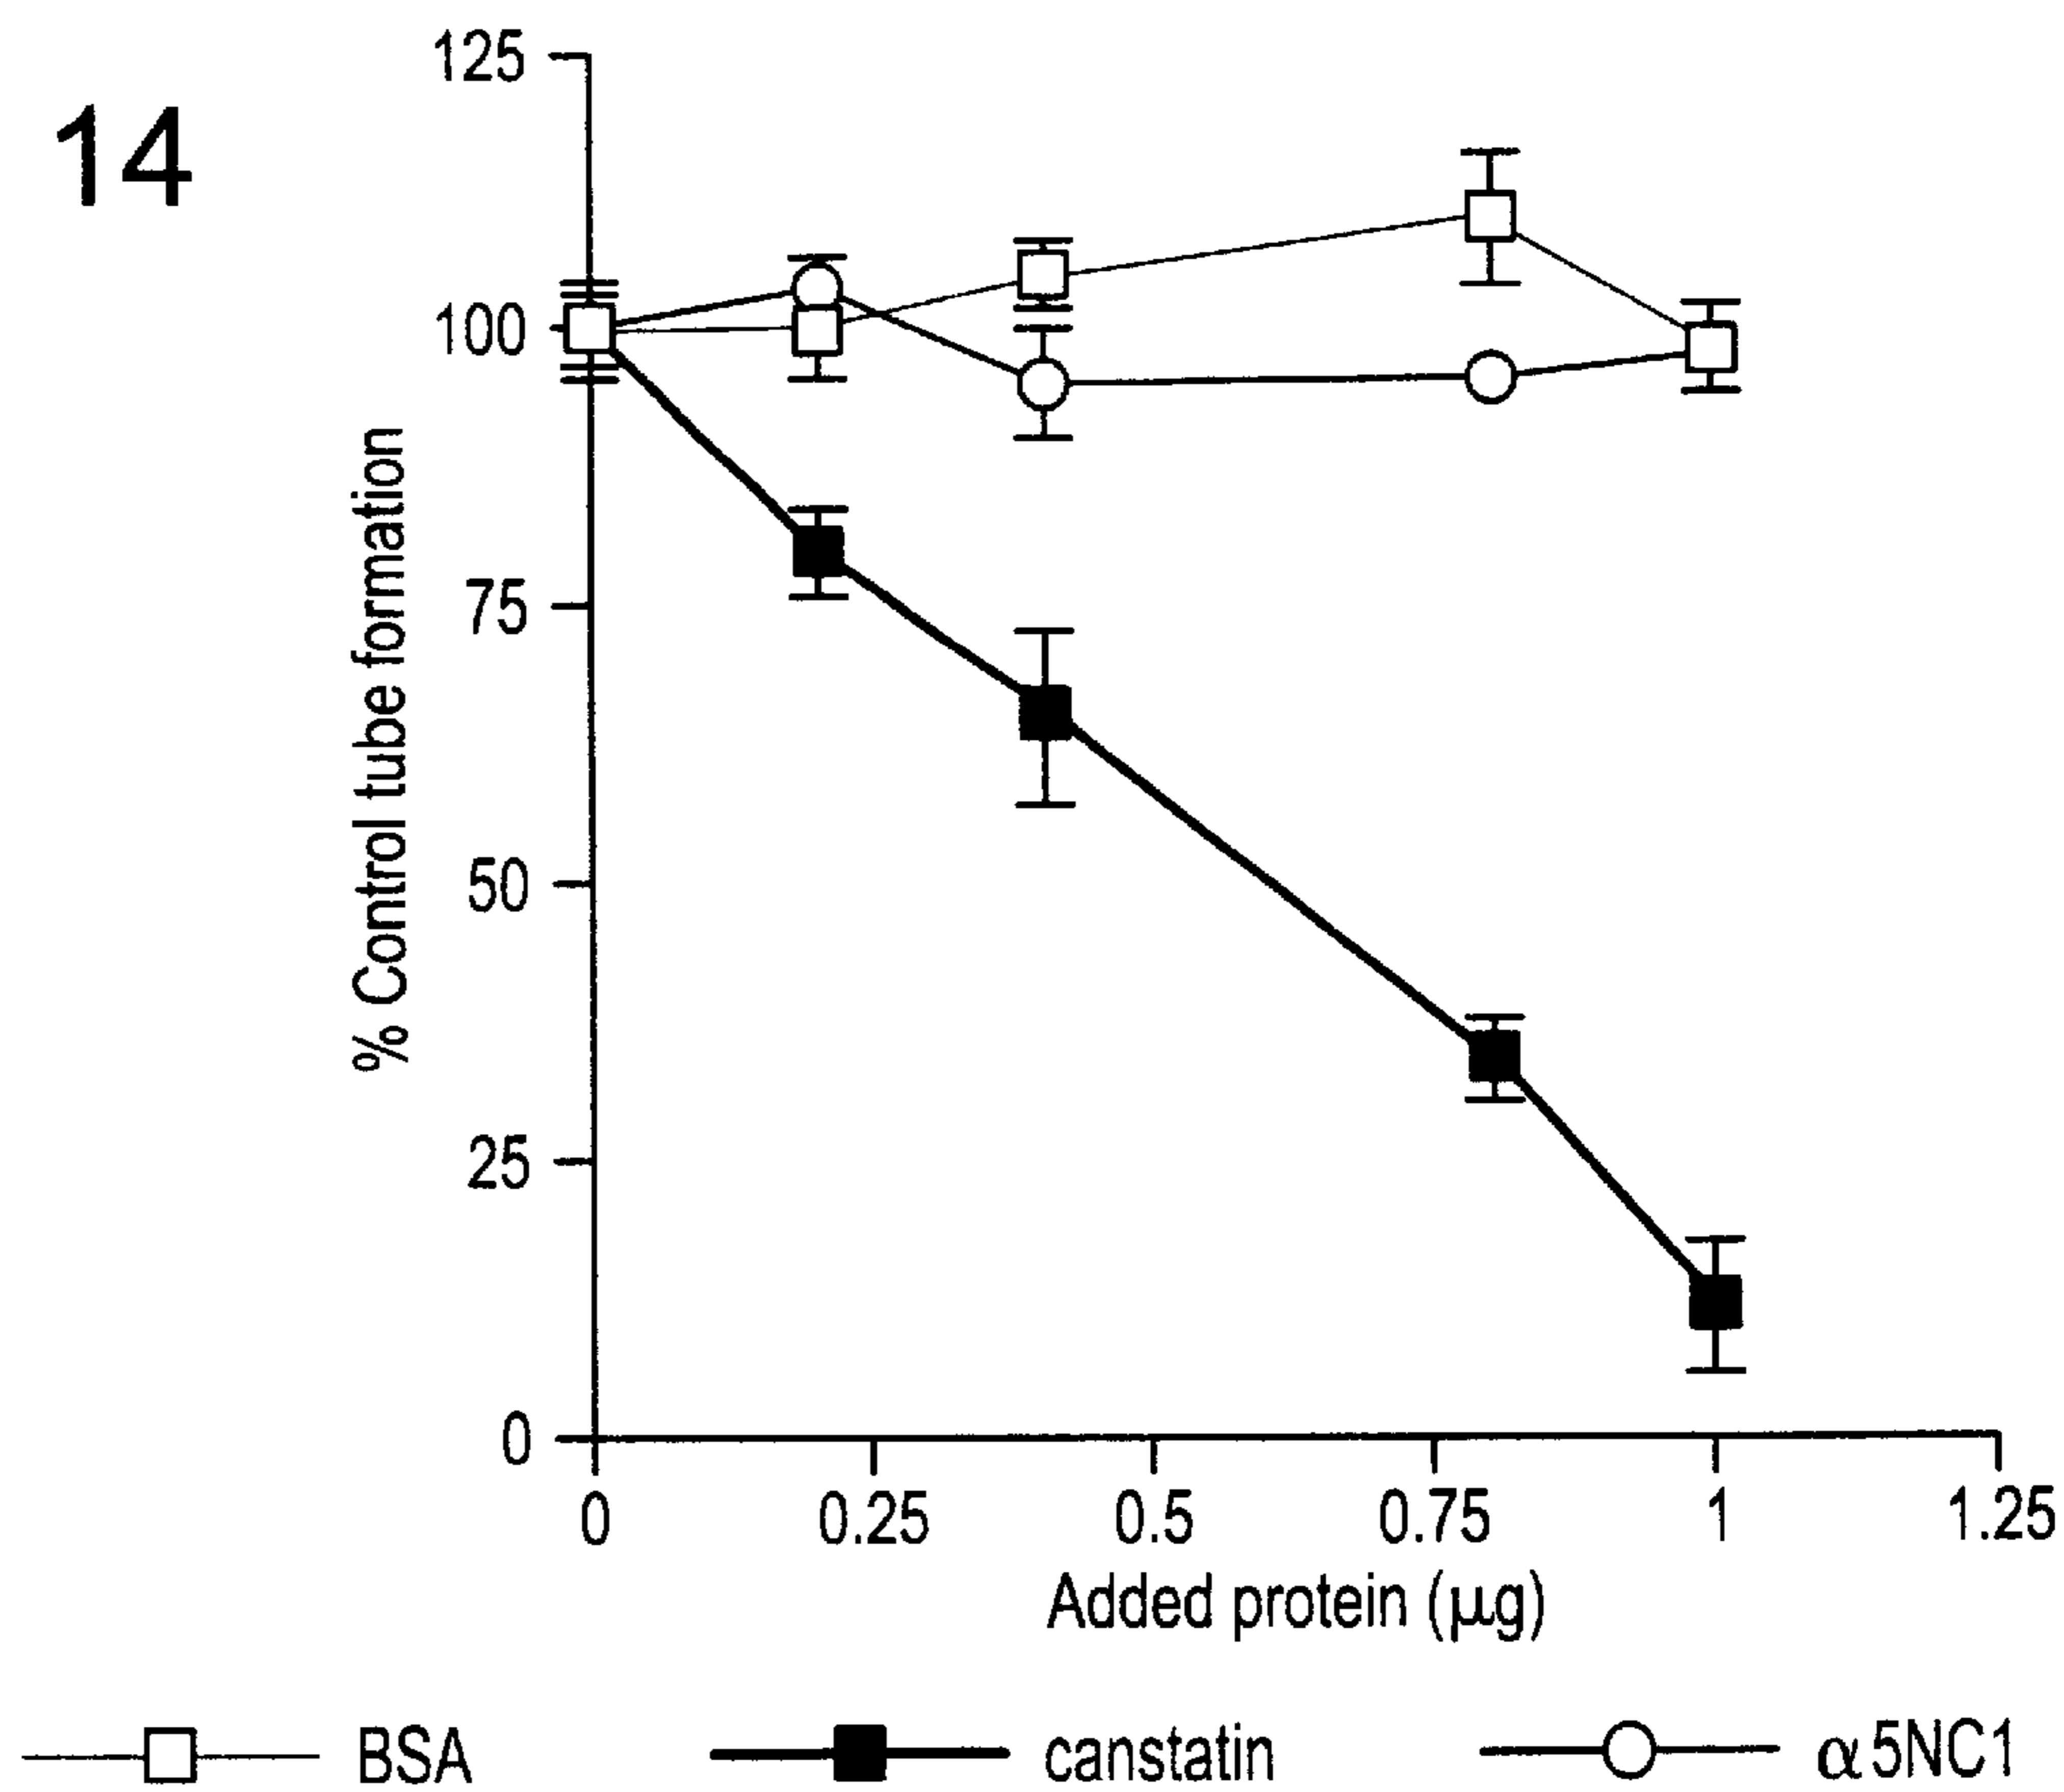 14
125
100
75
50
25
0
% Control tube formation
0 0.25 0.5 0.75 1 1.25
Added protein (μg)
BSA canstatin α5NC1